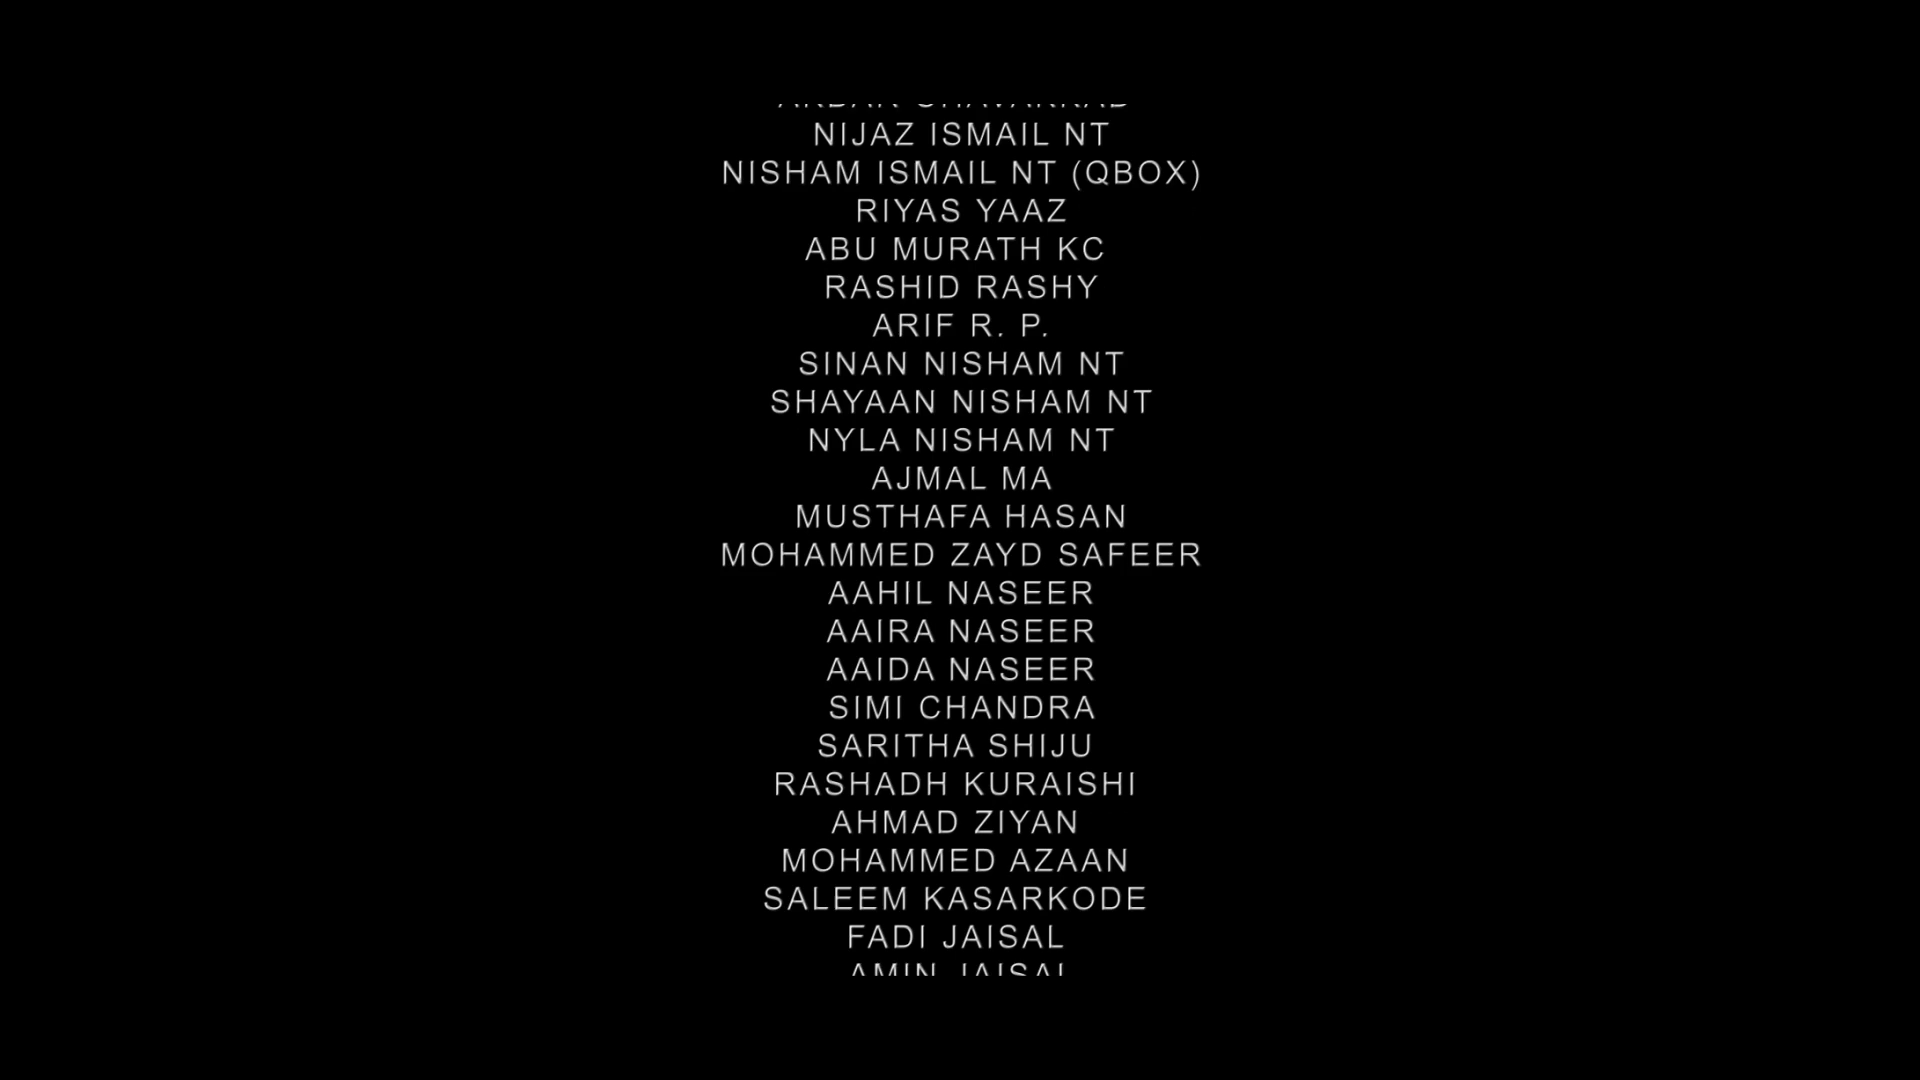 NIJAZ ISMAIL NT
NISHAM ISMAIL NT (QBOX)
RIYAS YAAZ
ABU MURATH KC
RASHID RASHY
ARIF R. P.
SINAN NISHAM NT
SHAYAAN NISHAM NT
NYLA NISHAM NT
AJMAL MA
MUSTHAFA HASAN
MOHAMMED ZAYD SAFEER
AAHIL NASEER
AAIRA NASEER
AAIDA NASEER
SIMI CHANDRA
SARITHA SHIJU
RASHADH KURAISHI
AHMAD ZIYAN
MOHAMMED AZAAN
SALEEM KASARKODE
FADI JAISAL
AMIN JAISAL